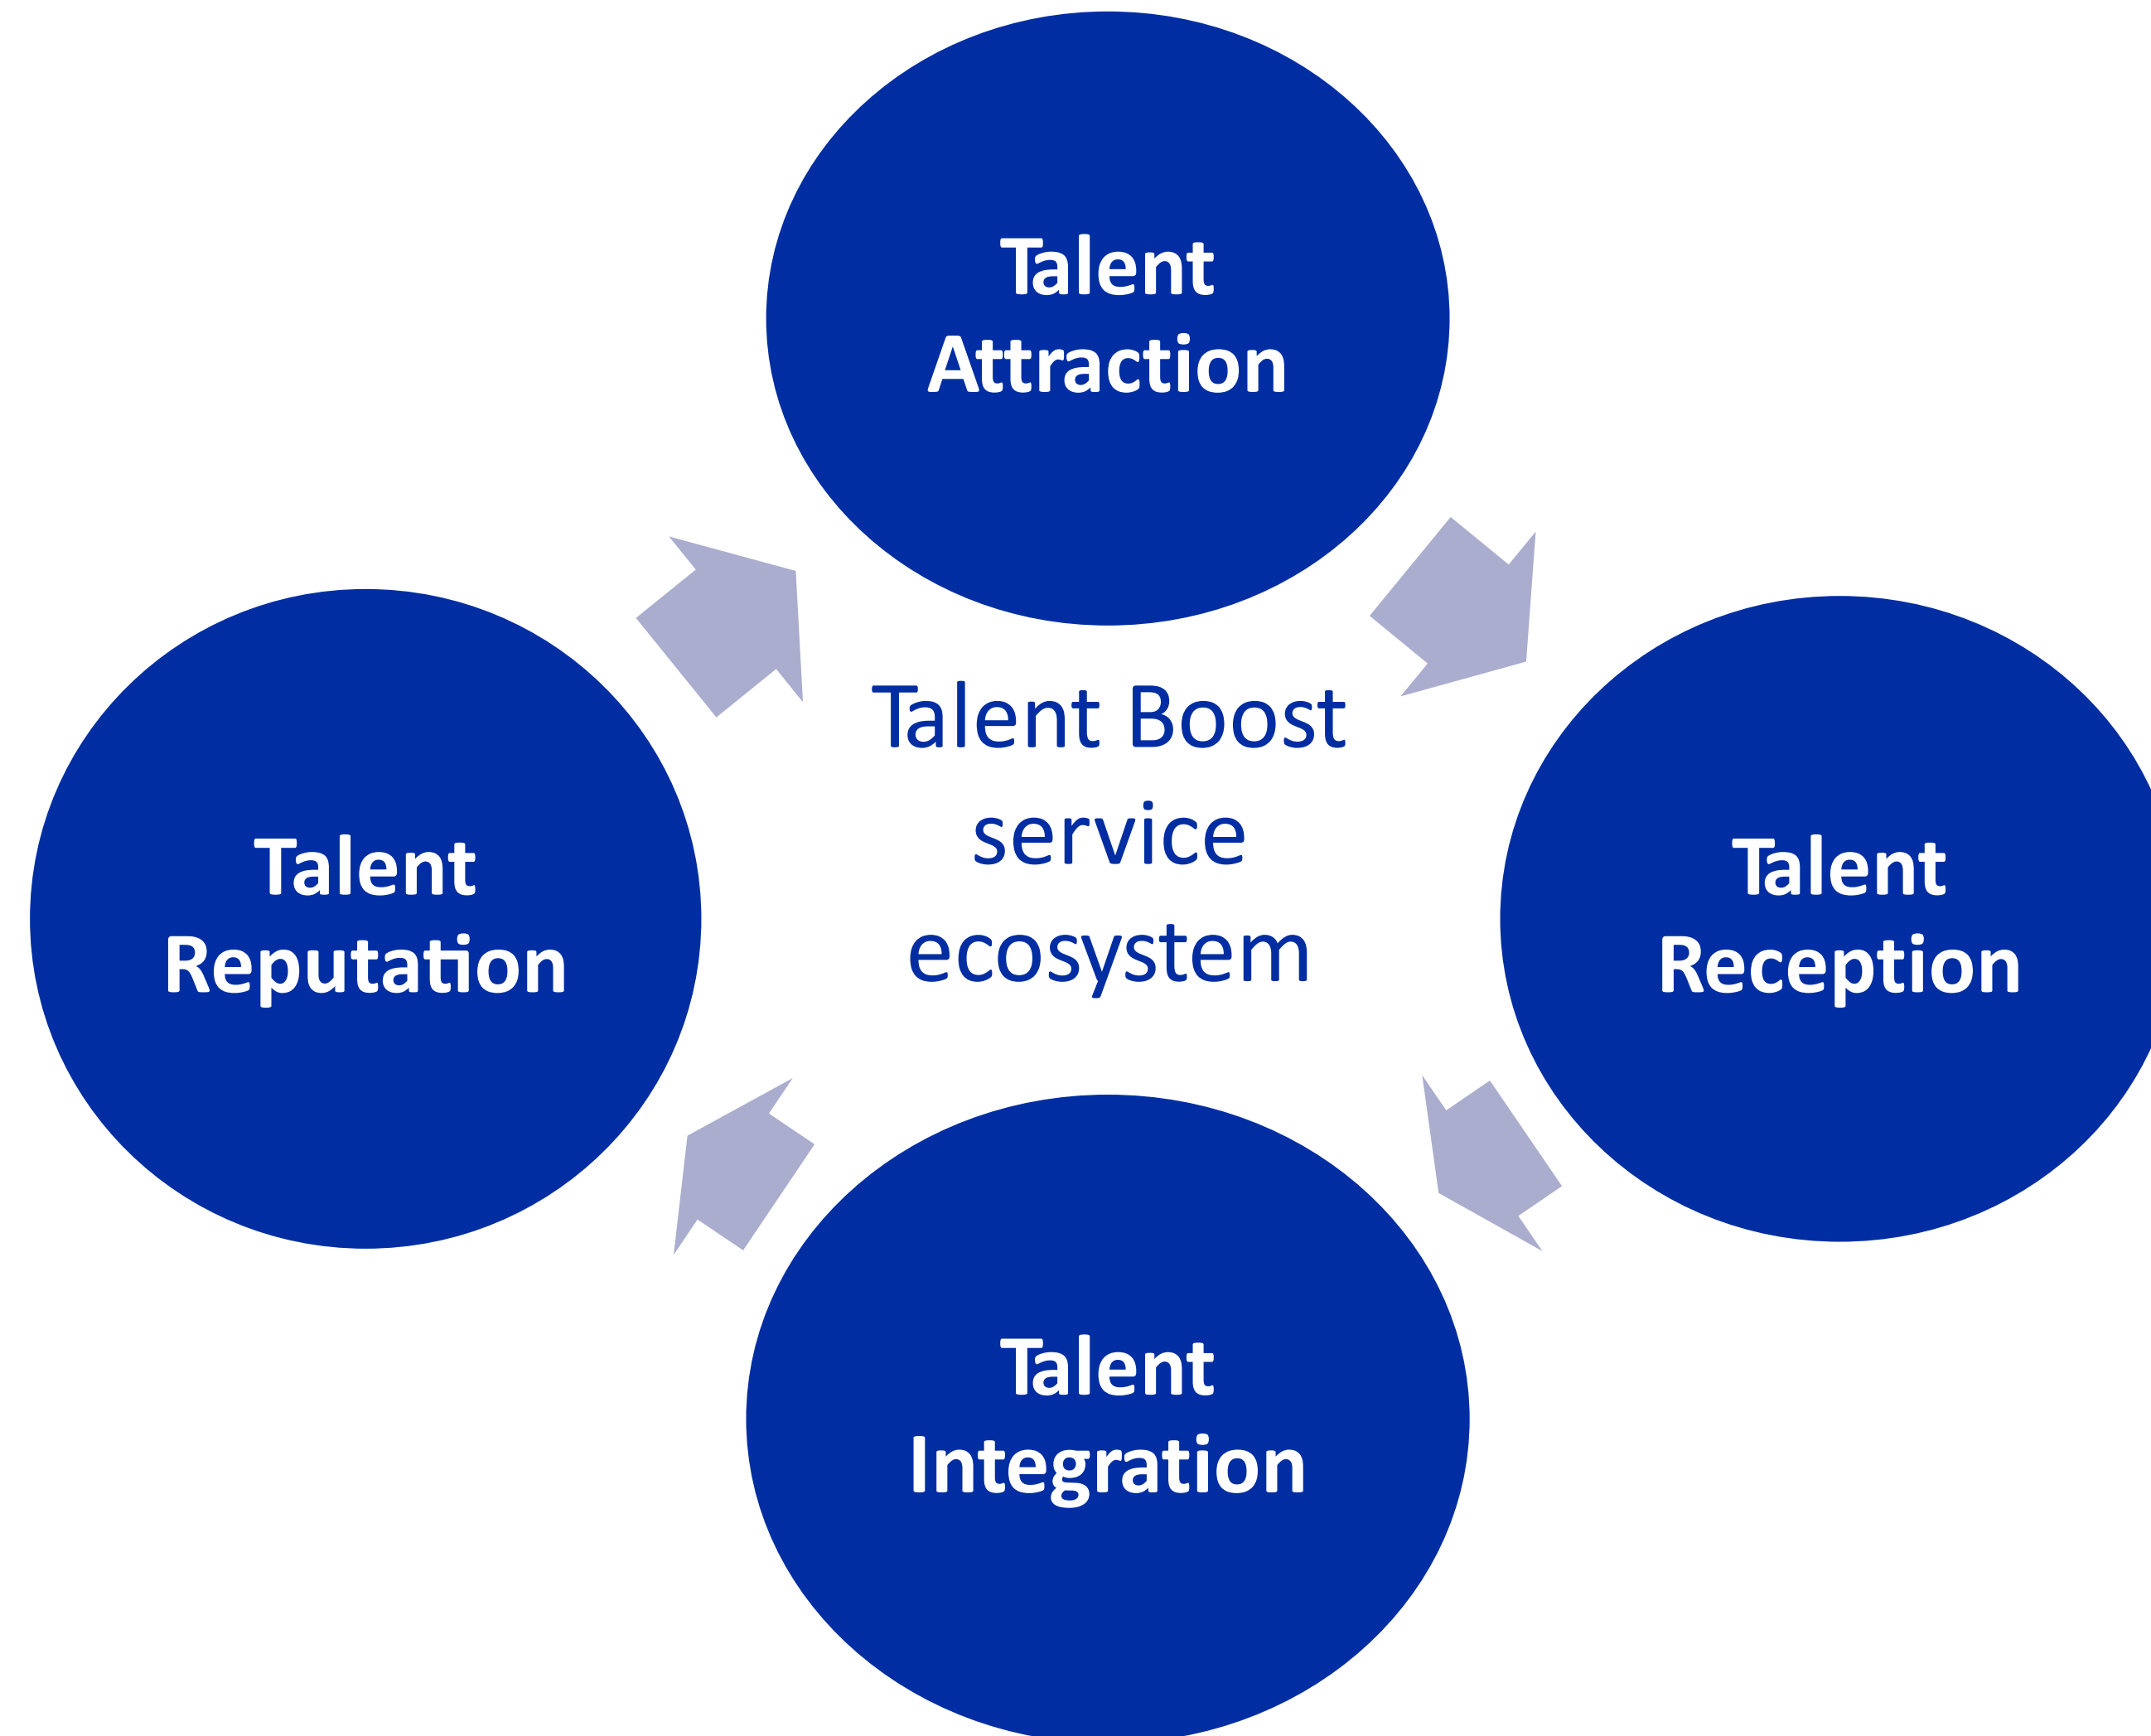 Talent
Attraction
Talent Boost
service
ecosystem
Talent
Reputation
Talent
Reception
Talent
Integration